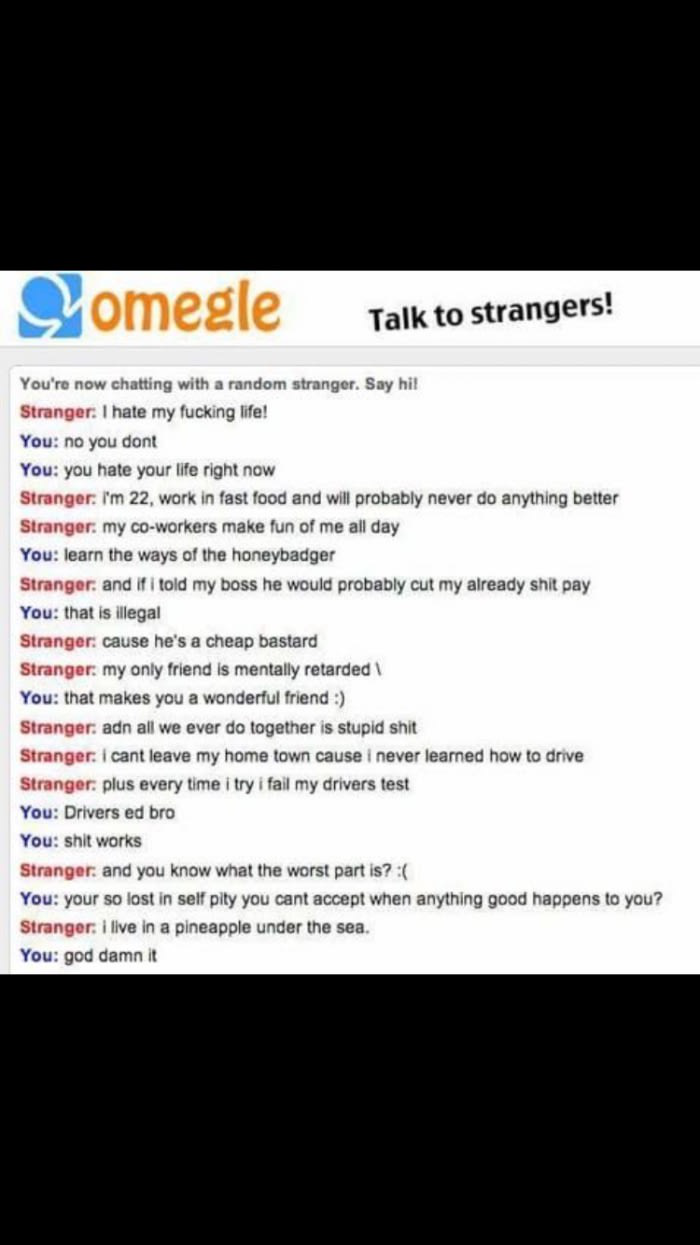 omegle
Talk to strangers!
You're now chatting with a random stranger. Say hi!
Stranger: I hate my fucking life!
You: no you dont
You: you hate your life right now
Stranger: i'm 22, work in fast food and will probably never do anything better
Stranger: my co-workers make fun of me all day
You: learn the ways of the honeybadger
Stranger: and if i told my boss he would probably cut my already shit pay
You: that is illegal
Stranger: cause he's a cheap bastard
Stranger: my only friend is mentally retarded \
You: that makes you a wonderful friend :)
Stranger: adn all we ever do together is stupid shit
Stranger: i cant leave my home town cause i never learned how to drive
Stranger: plus every time i try i fail my drivers test
You: Drivers ed bro
You: shit works
Stranger: and you know what the worst part is? :(
You: your so lost in self pity you cant accept when anything good happens to you?
Stranger: i live in a pineapple under the sea.
You: god damn it